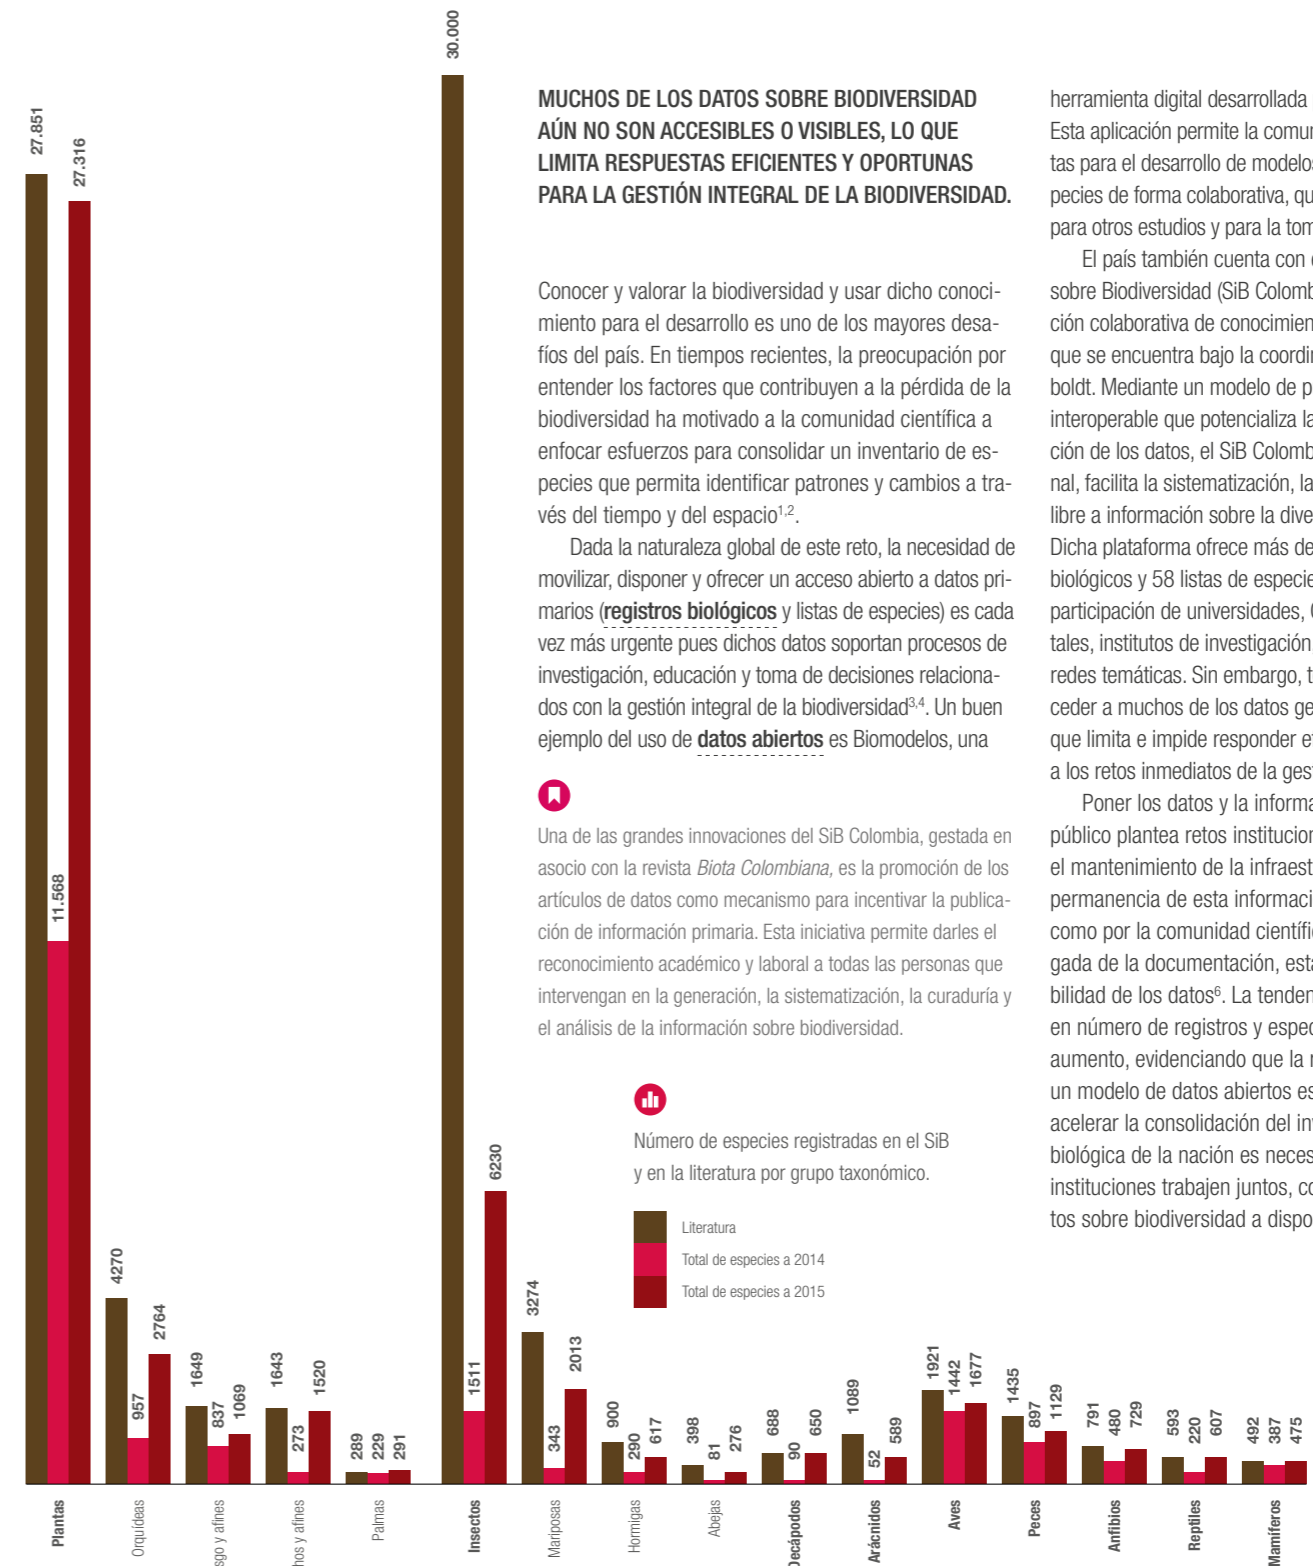 MUCHOS DE LOS DATOS SOBRE BIODIVERSIDAD
AÚN NO SON ACCESIBLES O VISIBLES, LO QUE
LIMITA RESPUESTAS EFICIENTES Y OPORTUNAS
PARA LA GESTIÓN INTEGRAL DE LA BIODIVERSIDAD.
Conocer y valorar la biodiversidad y usar dicho conoci-
miento para el desarrollo es uno de los mayores desa-
fíos del país. En tiempos recientes, la preocupación por
entender los factores que contribuyen a la pérdida de la
biodiversidad ha motivado a la comunidad científica a
enfocar esfuerzos para consolidar un inventario de es-
pecies que permita identificar patrones y cambios a tra-
vés del tiempo y del espacio1,2.
Dada la naturaleza global de este reto, la necesidad de
movilizar, disponer y ofrecer un acceso abierto a datos pri-
marios (registros biológicos y listas de especies) es cada
vez más urgente pues dichos datos soportan procesos de
investigación, educación y toma de decisiones relaciona-
dos con la gestión integral de la biodiversidad3,4. Un buen
ejemplo del uso de datos abiertos es Biomodelos, una
Una de las grandes innovaciones del SiB Colombia, gestada en
asocio con la revista Biota Colombiana, es la promoción de los
artículos de datos como mecanismo para incentivar la publica-
ción de información primaria. Esta iniciativa permite darles el
reconocimiento académico y laboral a todas las personas que
intervengan en la generación, la sistematización, la curaduría y
el análisis de la información sobre biodiversidad.
herramienta digital desarrollada
Esta aplicación permite la comun
tas para el desarrollo de modelos
pecies de forma colaborativa, qu
para otros estudios y para la tom
El país también cuenta con
sobre Biodiversidad (SiB Colomb
ción colaborativa de conocimien
que se encuentra bajo la coordin
boldt. Mediante un modelo de p
interoperable que potencializa la
ción de los datos, el SiB Colomb
nal, facilita la sistematización, la
libre a información sobre la dive
Dicha plataforma ofrece más de
biológicos y 58 listas de especie
participación de universidades,
tales, institutos de investigación
redes temáticas. Sin embargo, t
ceder a muchos de los datos ge
que limita e impide responder e
a los retos inmediatos de la gest
Poner los datos y la informa
público plantea retos institucion
el mantenimiento de la infraest
permanencia de esta informaci
como por la comunidad científi
gada de la documentación, esta
bilidad de los datos6. La tenden
en número de registros y espec
aumento, evidenciando que la
un modelo de datos abiertos es
acelerar la consolidación del in
biológica de la nación es neces
instituciones trabajen juntos, co
tos sobre biodiversidad a dispo
Número de especies registradas en el SiB
y en la literatura por grupo taxonómico.
Literatura
Total de especies a 2014
Total de especies a 2015
27.851
11.568
27.316
4270
957
2764
1649
837
1069
1643
273
1520
289
229
291
30.000
1511
6230
3274
343
2013
900
290
617
398
81
276
688
90
650
1089
52
589
1921
1442
1677
1435
897
1129
791
480
729
593
220
607
492
387
475
Plantas
Orquídeas
sgo y afines
hos y afines
Palmas
Insectos
Mariposas
Hormigas
Abejas
Decápodos
Arácnidos
Aves
Peces
Anfibios
Reptiles
Mamíferos